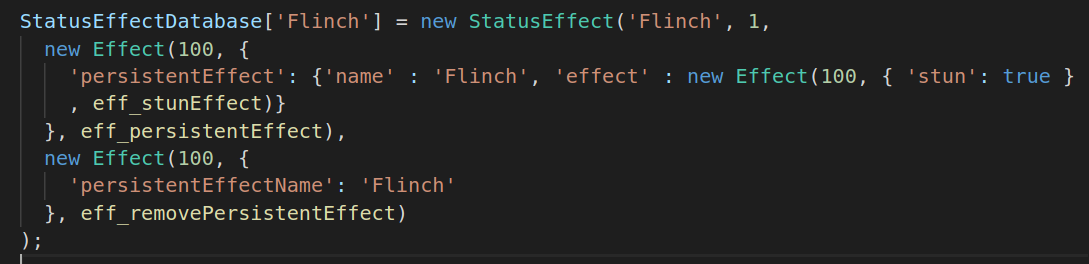 StatusEffectDatabase['Flinch'] = new StatusEffect('Flinch', 1,
new Effect(100, {
'persistentEffect': {'name' : 'Flinch', 'effect' : new Effect(100, { 'stun': true }
, eff_stunEffect)}
}, eff_persistentEffect),
new Effect(100, {
'persistentEffectName': 'Flinch'
}, eff_removePersistentEffect)
);